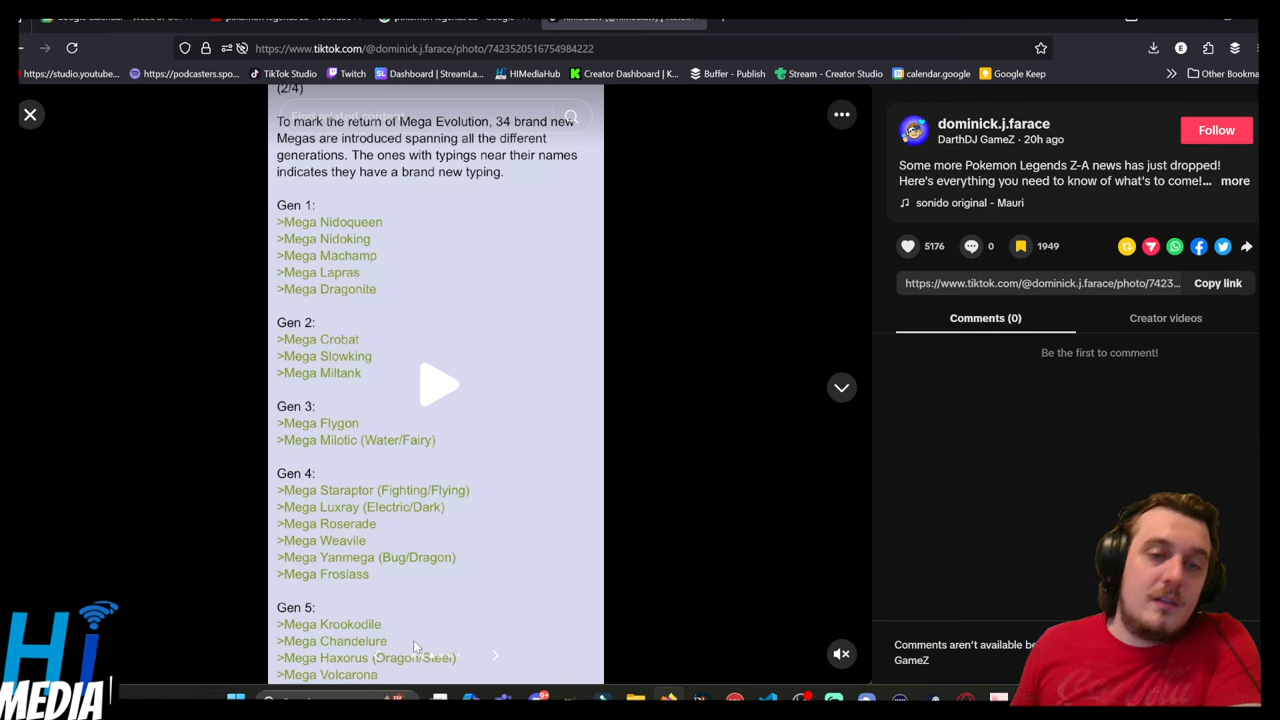 https://www.tiktok.com/@dominick.j.farace/photo/7423520516754984222
https://studio.youtube...
https://podcasters.spo...
TikTok Studio
Twitch
Dashboard | StreamLa...
HIMediaHub
Creator Dashboard | K...
Buffer - Publish
Stream - Creator Studio
calendar.google
Google Keep
Other Bookma
(2/4)
Find related content
To mark the return of Mega Evolution, 34 brand new
Megas are introduced spanning all the different
generations. The ones with typings near their names
indicates they have a brand new typing.
Gen 1:
>Mega Nidoqueen
>Mega Nidoking
>Mega Machamp
>Mega Lapras
>Mega Dragonite
Gen 2:
>Mega Crobat
>Mega Slowking
>Mega Miltank
Gen 3:
>Mega Flygon
>Mega Milotic (Water/Fairy)
Gen 4:
>Mega Staraptor (Fighting/Flying)
>Mega Luxray (Electric/Dark)
>Mega Roserade
>Mega Weavile
>Mega Yanmega (Bug/Dragon)
>Mega Froslass
Gen 5:
>Mega Krookodile
>Mega Chandelure
>Mega Haxorus (Dragon/Steel)
>Mega Volcarona
dominick.j.farace
DarthDJ GameZ · 20h ago
Follow
Some more Pokemon Legends Z-A news has just dropped!
Here's everything you need to know of what's to come!... more
sonido original - Mauri
5176
0
1949
https://www.tiktok.com/@dominick.j.farace/photo/7423...
Copy link
Comments (0)
Creator videos
Be the first to comment!
Comments aren't available be
GameZ
Hi
MEDIA